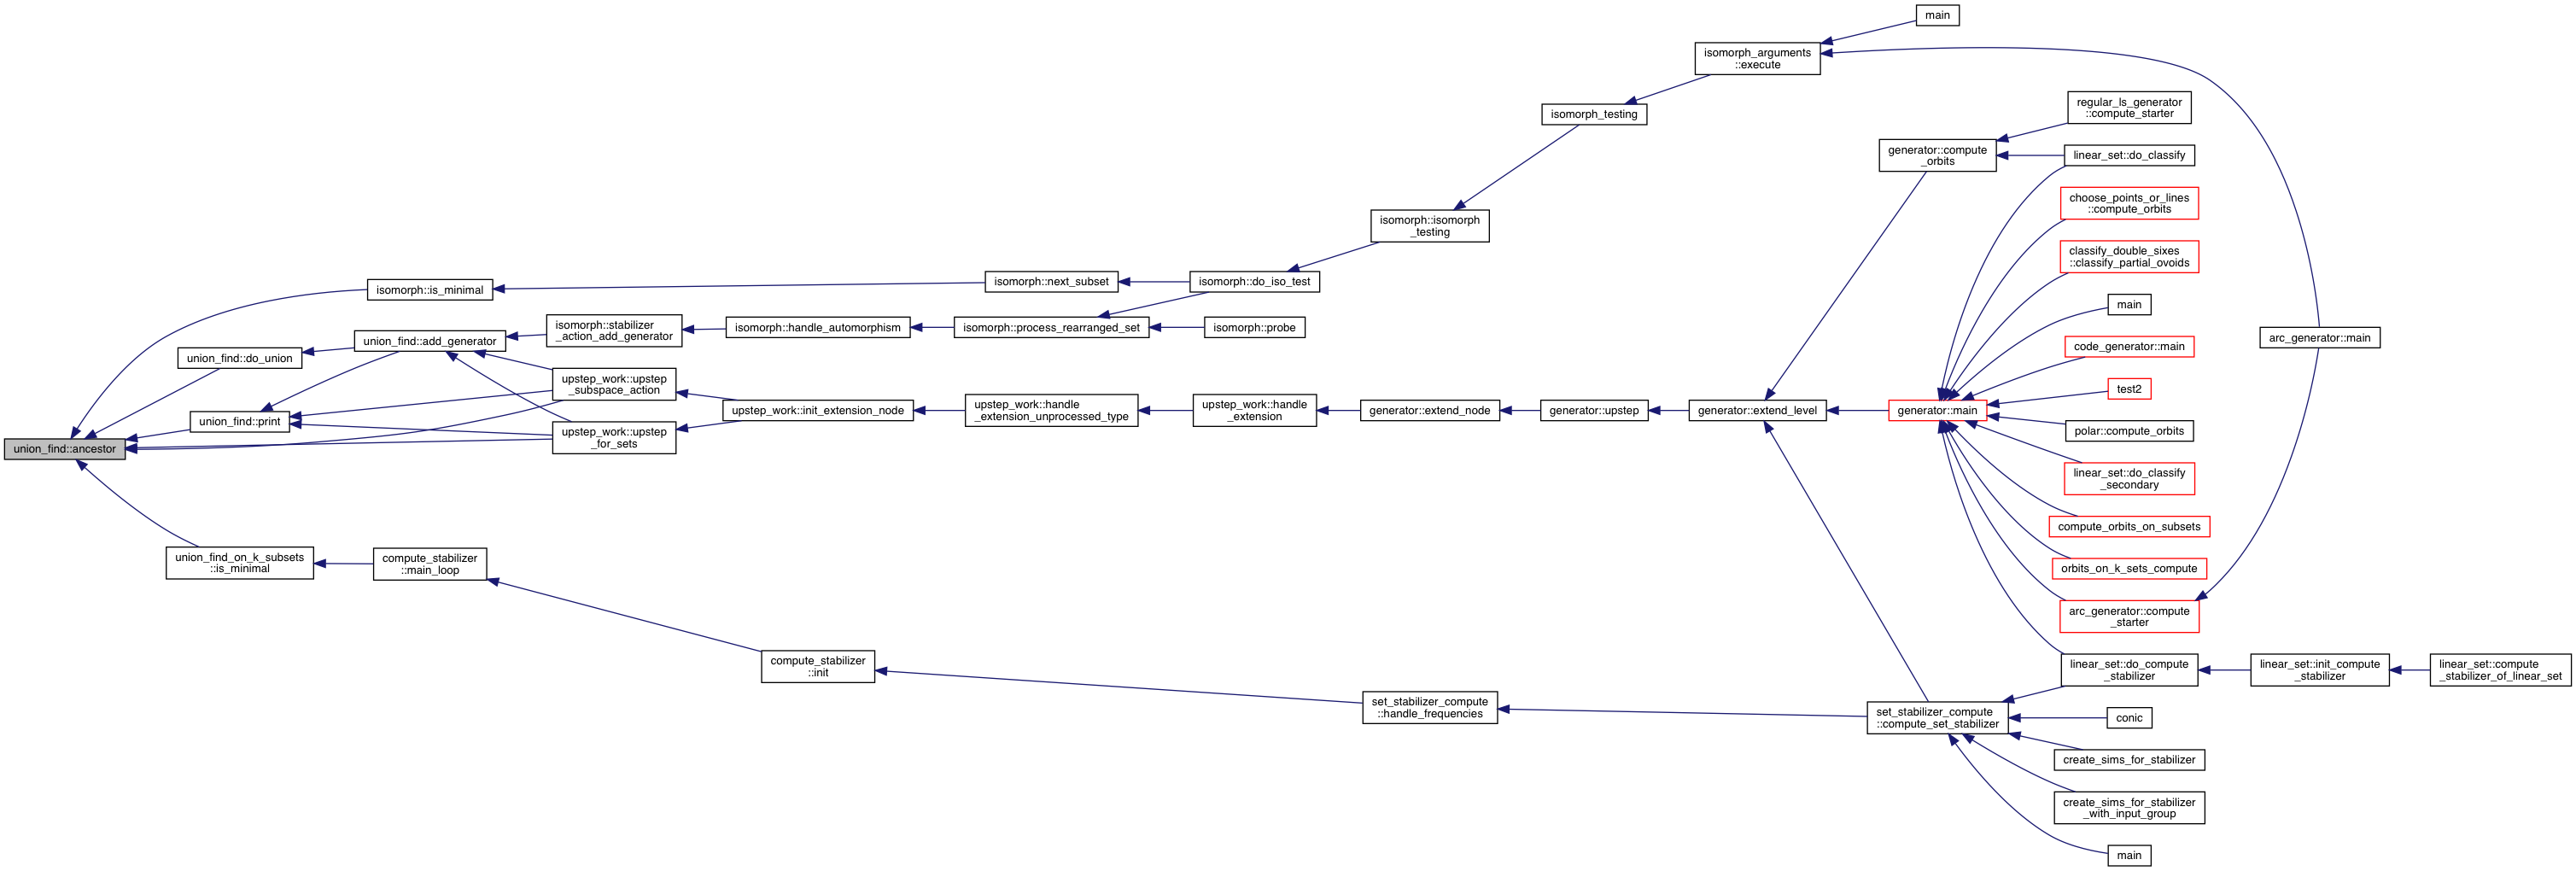 union_find::ancestor
isomorph::is_minimal
union_find::do_union
union_find::print
union_find_on_k_subsets
::is_minimal
union_find::add_generator
compute_stabilizer
::main_loop
isomorph::stabilizer
_action_add_generator
upstep_work::upstep
_subspace_action
upstep_work::upstep
_for_sets
isomorph::handle_automorphism
upstep_work::init_extension_node
compute_stabilizer
::init
isomorph::next_subset
isomorph::process_rearranged_set
upstep_work::handle
_extension_unprocessed_type
isomorph::do_iso_test
isomorph::probe
upstep_work::handle
_extension
isomorph::isomorph
_testing
generator::extend_node
set_stabilizer_compute
::handle_frequencies
isomorph_testing
generator::upstep
isomorph_arguments
::execute
generator::extend_level
main
generator::compute
_orbits
generator::main
set_stabilizer_compute
::compute_set_stabilizer
regular_ls_generator
::compute_starter
linear_set::do_classify
choose_points_or_lines
::compute_orbits
classify_double_sixes
::classify_partial_ovoids
main
code_generator::main
test2
polar::compute_orbits
linear_set::do_classify
_secondary
compute_orbits_on_subsets
orbits_on_k_sets_compute
arc_generator::compute
_starter
linear_set::do_compute
_stabilizer
conic
create_sims_for_stabilizer
create_sims_for_stabilizer
_with_input_group
main
arc_generator::main
linear_set::init_compute
_stabilizer
linear_set::compute
_stabilizer_of_linear_set